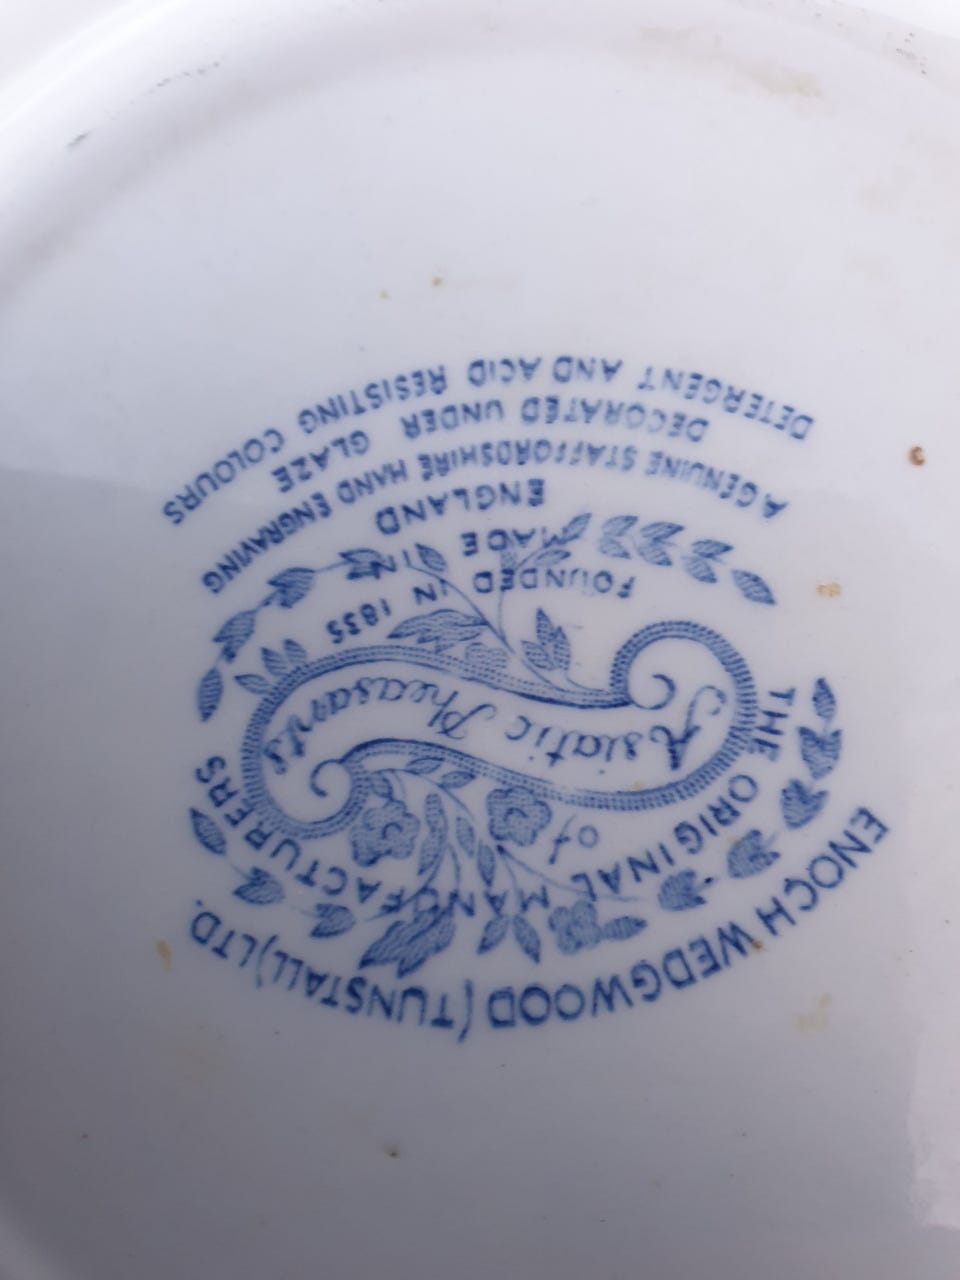 ENOCH WEDGWOOD (TUNSTALL) LTD.
THE ORIGINAL MANUFACTURERS
of
Asiatic Pheasants
FOUNDED IN 1835
MADE IN
ENGLAND
A GENUINE STAFFORDSHIRE HAND ENGRAVING
DECORATED UNDER GLAZE
DETERGENT AND ACID RESISTING COLOURS